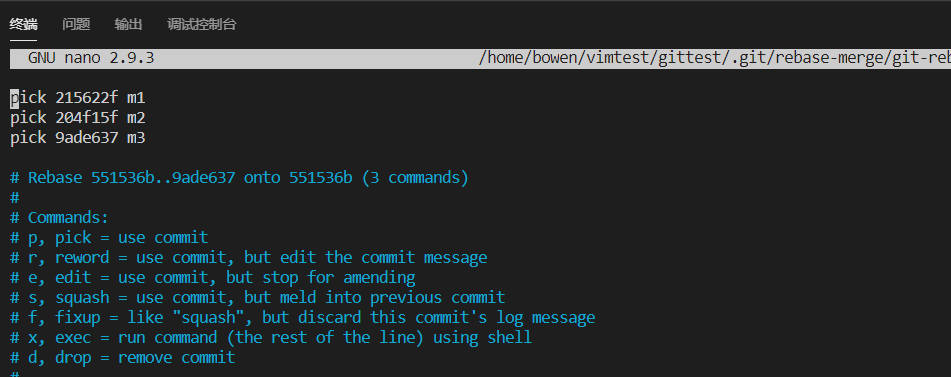 终端 问题 输出 调试控制台
GNU nano 2.9.3 /home/bowen/vimtest/gittest/.git/rebase-merge/git-reb
pick 215622f m1
pick 204f15f m2
pick 9ade637 m3
# Rebase 551536b..9ade637 onto 551536b (3 commands)
#
# Commands:
# p, pick = use commit
# r, reword = use commit, but edit the commit message
# e, edit = use commit, but stop for amending
# s, squash = use commit, but meld into previous commit
# f, fixup = like "squash", but discard this commit's log message
# x, exec = run command (the rest of the line) using shell
# d, drop = remove commit
#